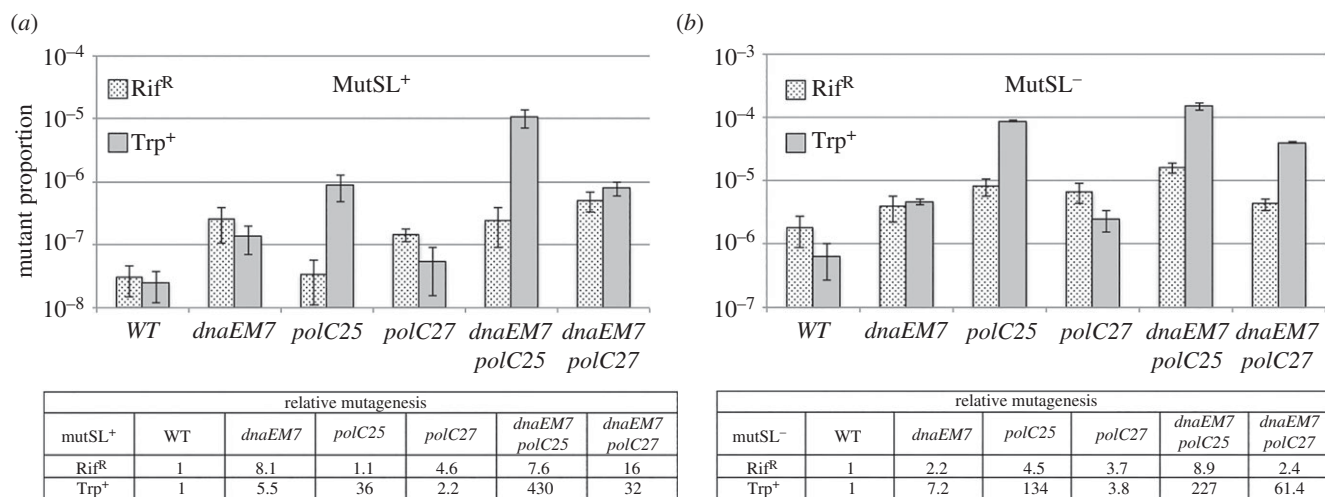 (a)
10⁻⁴
10⁻⁵
10⁻⁶
10⁻⁷
10⁻⁸
mutant proportion
MutSL⁺
Rifᴿ
Trp⁺
WT dnaEM7 polC25 polC27 dnaEM7 dnaEM7
polC25 polC27
relative mutagenesis
mutSL⁺ WT dnaEM7 polC25 polC27 dnaEM7 polC25 dnaEM7 polC27
Rifᴿ 1 8.1 1.1 4.6 7.6 16
Trp⁺ 1 5.5 36 2.2 430 32
(b)
10⁻³
10⁻⁴
10⁻⁵
10⁻⁶
10⁻⁷
MutSL⁻
Rifᴿ
Trp⁺
WT dnaEM7 polC25 polC27 dnaEM7 dnaEM7
polC25 polC27
relative mutagenesis
mutSL⁻ WT dnaEM7 polC25 polC27 dnaEM7 polC25 dnaEM7 polC27
Rifᴿ 1 2.2 4.5 3.7 8.9 2.4
Trp⁺ 1 7.2 134 3.8 227 61.4